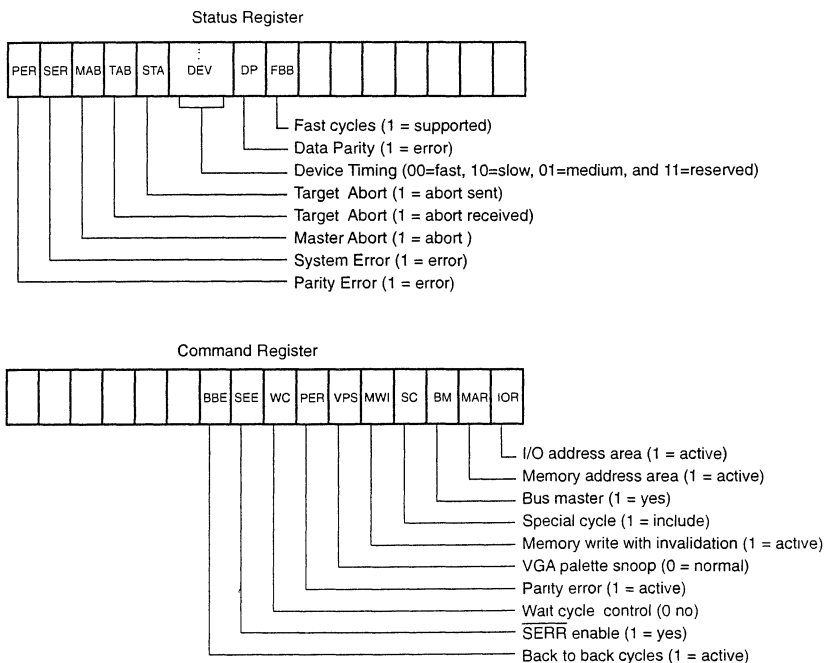 Status Register
PER SER MAB TAB STA DEV DP FBB
Fast cycles (1 = supported)
Data Parity (1 = error)
Device Timing (00=fast, 10=slow, 01=medium, and 11=reserved)
Target Abort (1 = abort sent)
Target Abort (1 = abort received)
Master Abort (1 = abort )
System Error (1 = error)
Parity Error (1 = error)
Command Register
BBE SEE WC PER VPS MWI SC BM MAR IOR
I/O address area (1 = active)
Memory address area (1 = active)
Bus master (1 = yes)
Special cycle (1 = include)
Memory write with invalidation (1 = active)
VGA palette snoop (0 = normal)
Parity error (1 = active)
Wait cycle control (0 no)
S̅E̅R̅R̅ enable (1 = yes)
Back to back cycles (1 = active)